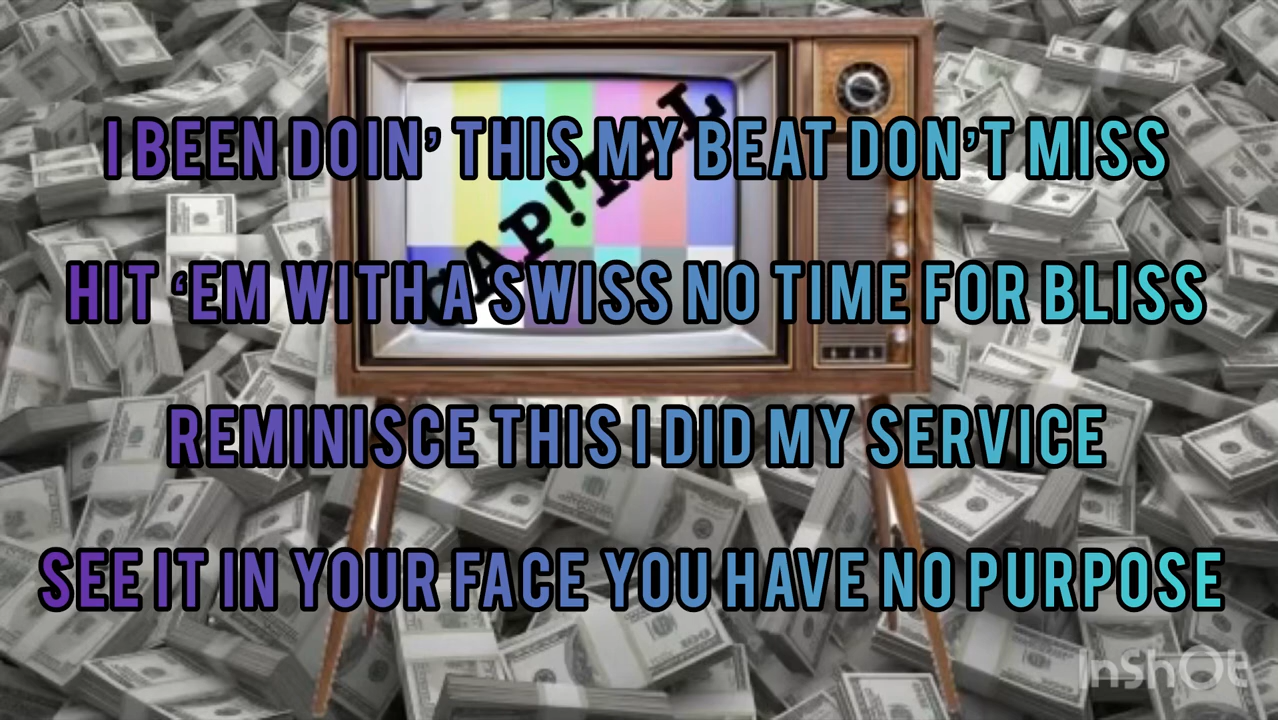 I BEEN DOIN’ THIS MY BEAT DON’T MISS
HIT ‘EM WITH A SWISS NO TIME FOR BLISS
REMINISCE THIS I DID MY SERVICE
SEE IT IN YOUR FACE YOU HAVE NO PURPOSE
InShOt